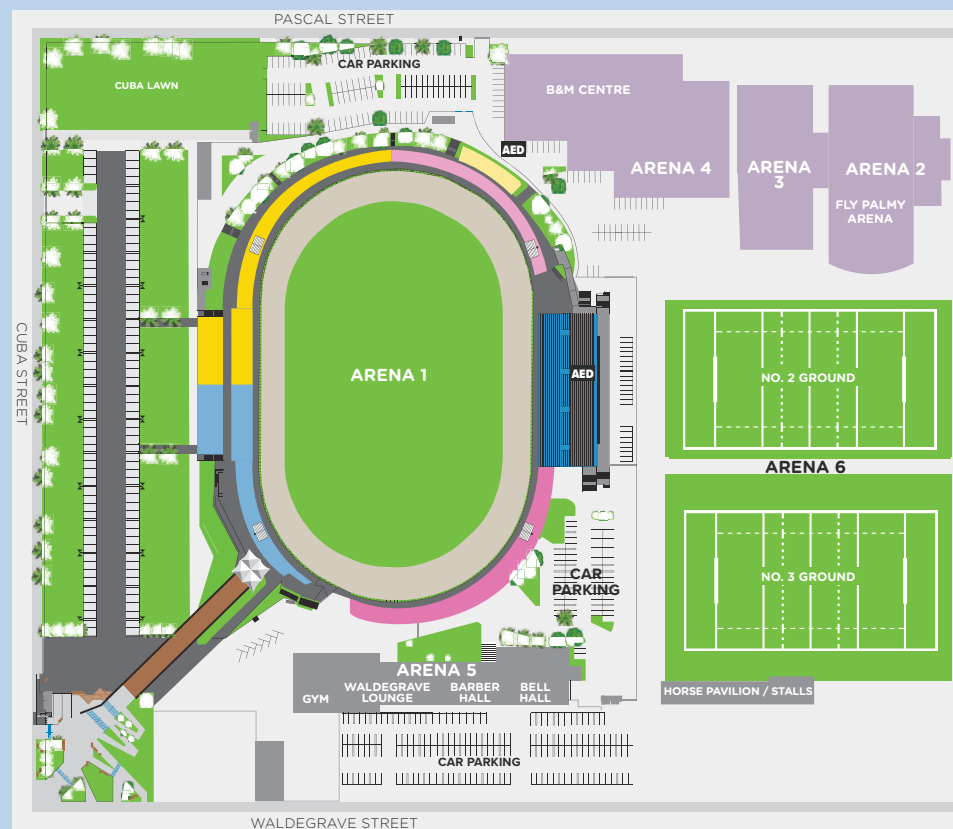 PASCAL STREET
CAR PARKING
CUBA LAWN
B&M CENTRE
AED
ARENA 4
ARENA
3
ARENA 2
FLY PALMY
ARENA
CUBA STREET
ARENA 1
AED
NO. 2 GROUND
ARENA 6
CAR
PARKING
NO. 3 GROUND
ARENA 5
GYM
WALDEGRAVE
LOUNGE
BARBER
HALL
BELL
HALL
HORSE PAVILION / STALLS
CAR PARKING
WALDEGRAVE STREET